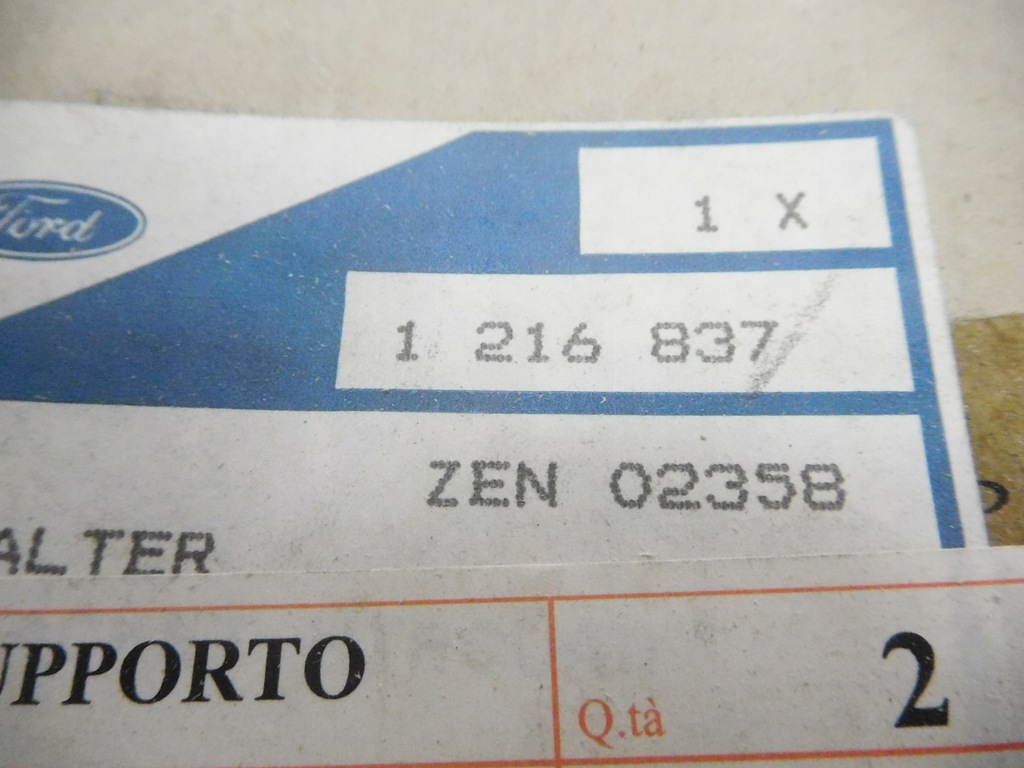 Ford
1 X
1 216 837
ZEN 02358
ALTER
UPPORTO
Q.tà 2